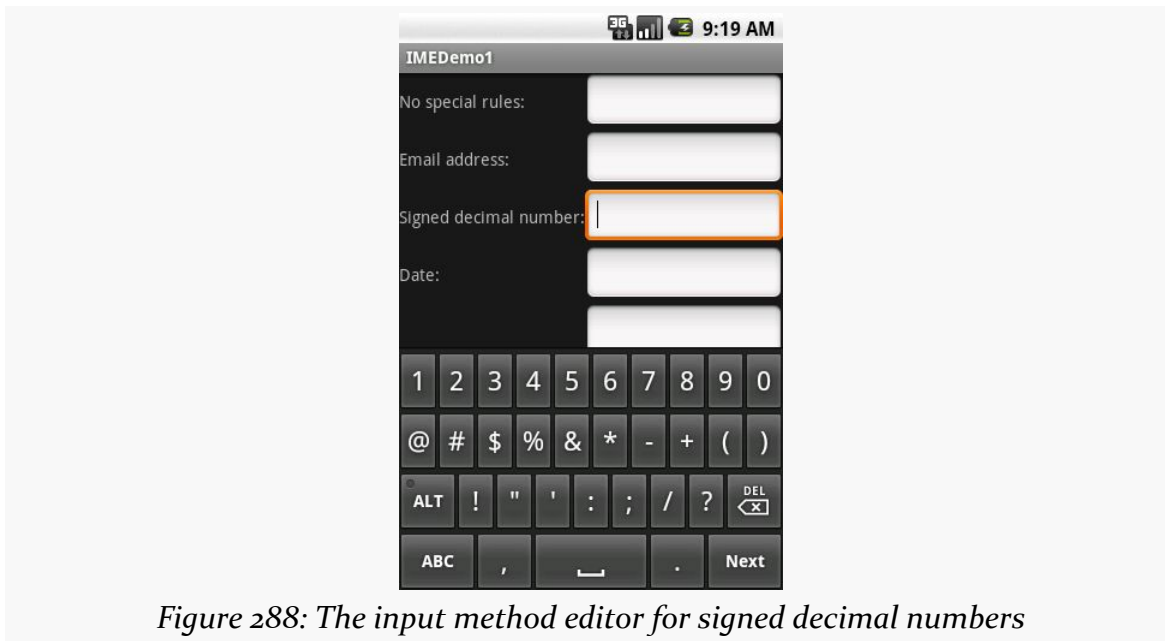 3G 9:19 AM
IMEDemo1
No special rules:
Email address:
Signed decimal number:
Date:
1 2 3 4 5 6 7 8 9 0
@ # $ % & * - + ( )
ALT ! " ' : ; / ? DEL
ABC , . Next
Figure 288: The input method editor for signed decimal numbers